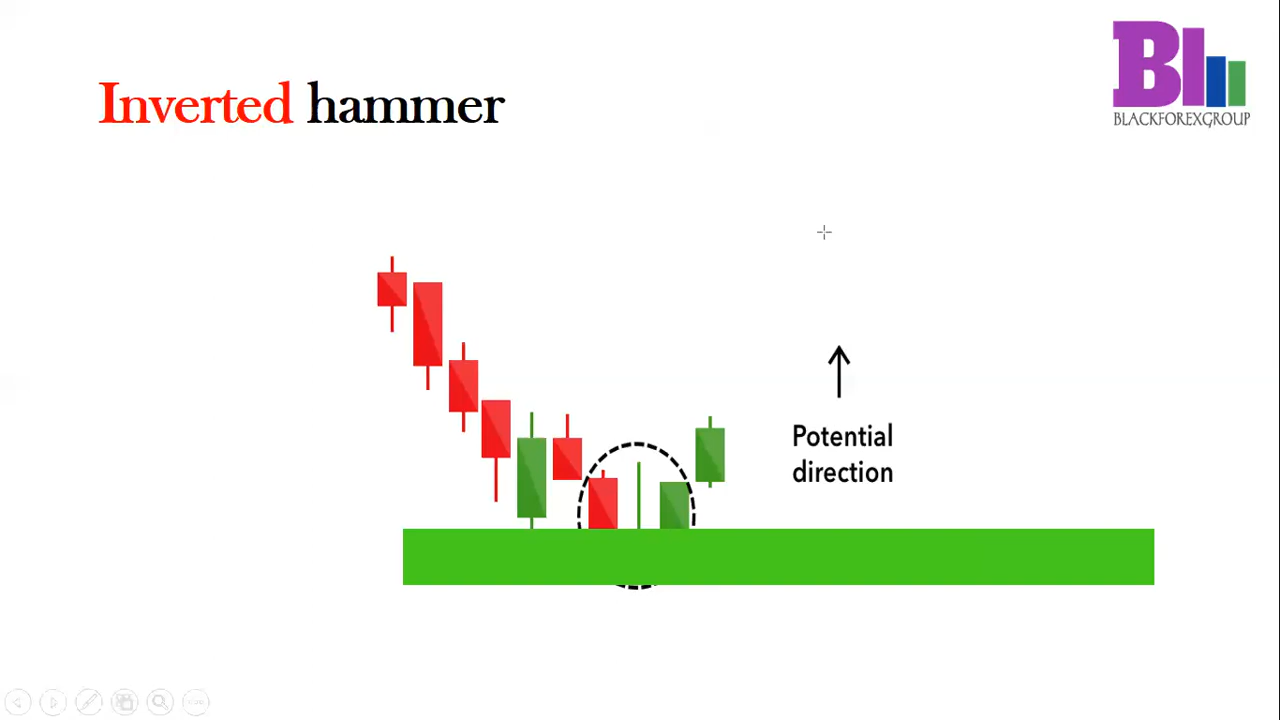 Inverted hammer
BI
BLACKFOREXGROUP
Potential
direction